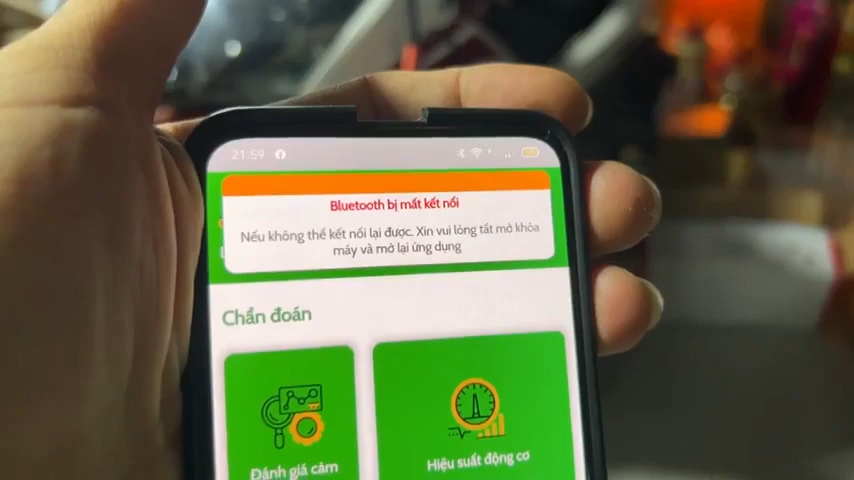 21:59
Bluetooth bị mất kết nối
Nếu không thể kết nối lại được. Xin vui lòng tắt mở khóa
máy và mở lại ứng dụng
Chẩn đoán
Đánh giá cảm
Hiệu suất động cơ